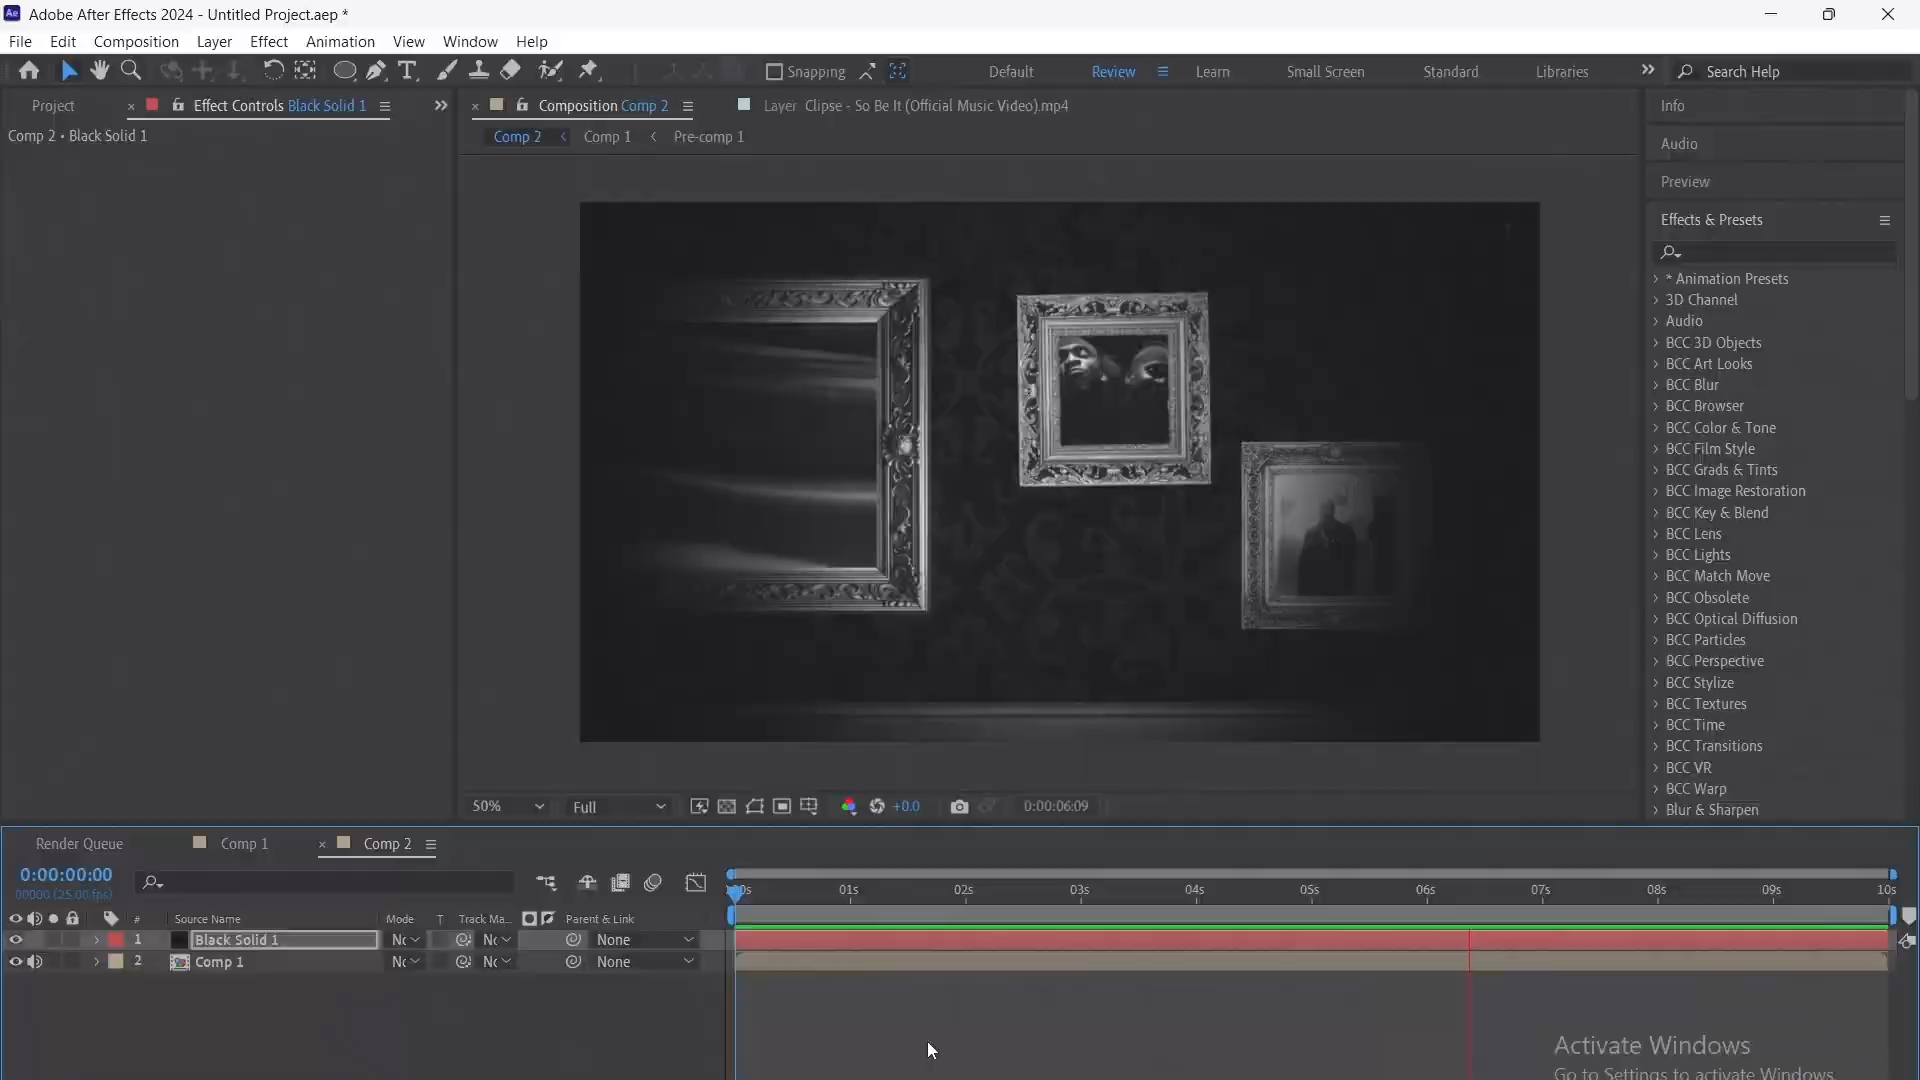 Adobe After Effects 2024 - Untitled Project.aep *
File Edit Composition Layer Effect Animation View Window Help
Snapping Default Review Learn Small Screen Standard Libraries Search Help
Project Effect Controls Black Solid 1 Composition Comp 2 Layer Clipse - So Be It (Official Music Video).mp4 Info
Comp 2 • Black Solid 1 Comp 2 Comp 1 Pre-comp 1 Audio
Preview
Effects & Presets
* Animation Presets
3D Channel
Audio
BCC 3D Objects
BCC Art Looks
BCC Blur
BCC Browser
BCC Color & Tone
BCC Film Style
BCC Grads & Tints
BCC Image Restoration
BCC Key & Blend
BCC Lens
BCC Lights
BCC Match Move
BCC Obsolete
BCC Optical Diffusion
BCC Particles
BCC Perspective
BCC Stylize
BCC Textures
BCC Time
BCC Transitions
BCC VR
BCC Warp
Blur & Sharpen
50% Full +0.0 0:00:06:09
Render Queue Comp 1 Comp 2
0:00:00:00
00000 (25.00 fps)
01s 02s 03s 04s 05s 06s 07s 08s 09s 10s
# Source Name Mode T Track Ma... Parent & Link
1 Black Solid 1 None
2 Comp 1 None
Activate Windows
Go to Settings to activate Windows.